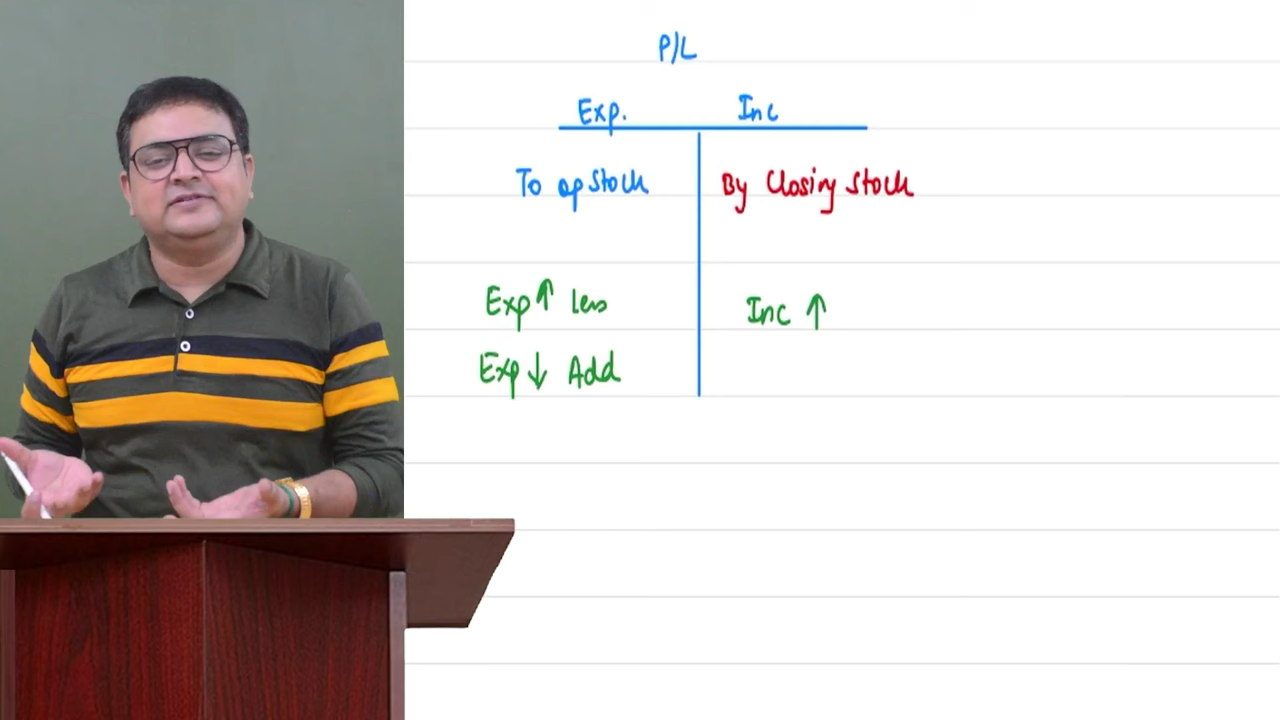 P/L
Exp. Inc
To op Stock By Closing Stock
Exp↑ less Inc ↑
Exp↓ Add